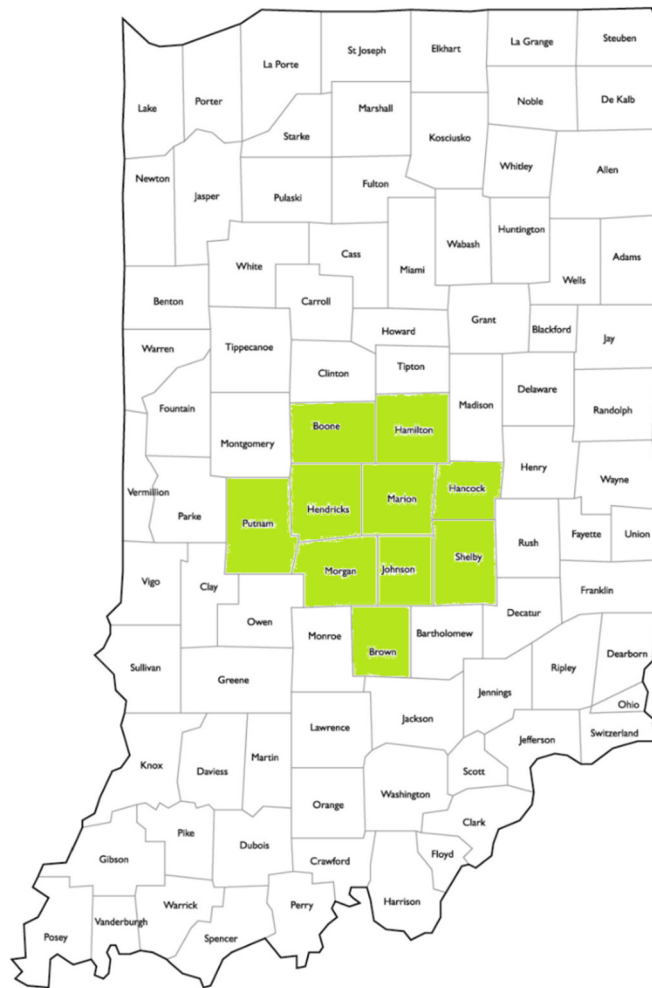 Steuben
La Grange
Elkhart
St Joseph
La Porte
Porter
Lake
Noble
De Kalb
Marshall
Starke
Kosciusko
Whitley
Allen
Newton
Jasper
Pulaski
Fulton
Huntington
Wabash
Cass
Miami
White
Wells
Adams
Carroll
Benton
Grant
Howard
Blackford
Jay
Tippecanoe
Warren
Tipton
Clinton
Delaware
Madison
Fountain
Randolph
Boone
Hamilton
Montgomery
Henry
Wayne
Vermillion
Hancock
Marion
Hendricks
Parke
Putnam
Rush
Fayette
Union
Shelby
Morgan
Johnson
Vigo
Clay
Franklin
Owen
Decatur
Monroe
Bartholomew
Brown
Dearborn
Sullivan
Ripley
Greene
Jennings
Ohio
Jackson
Lawrence
Switzerland
Jefferson
Knox
Daviess
Martin
Scott
Washington
Orange
Clark
Pike
Dubois
Floyd
Gibson
Crawford
Harrison
Warrick
Perry
Vanderburgh
Posey
Spencer